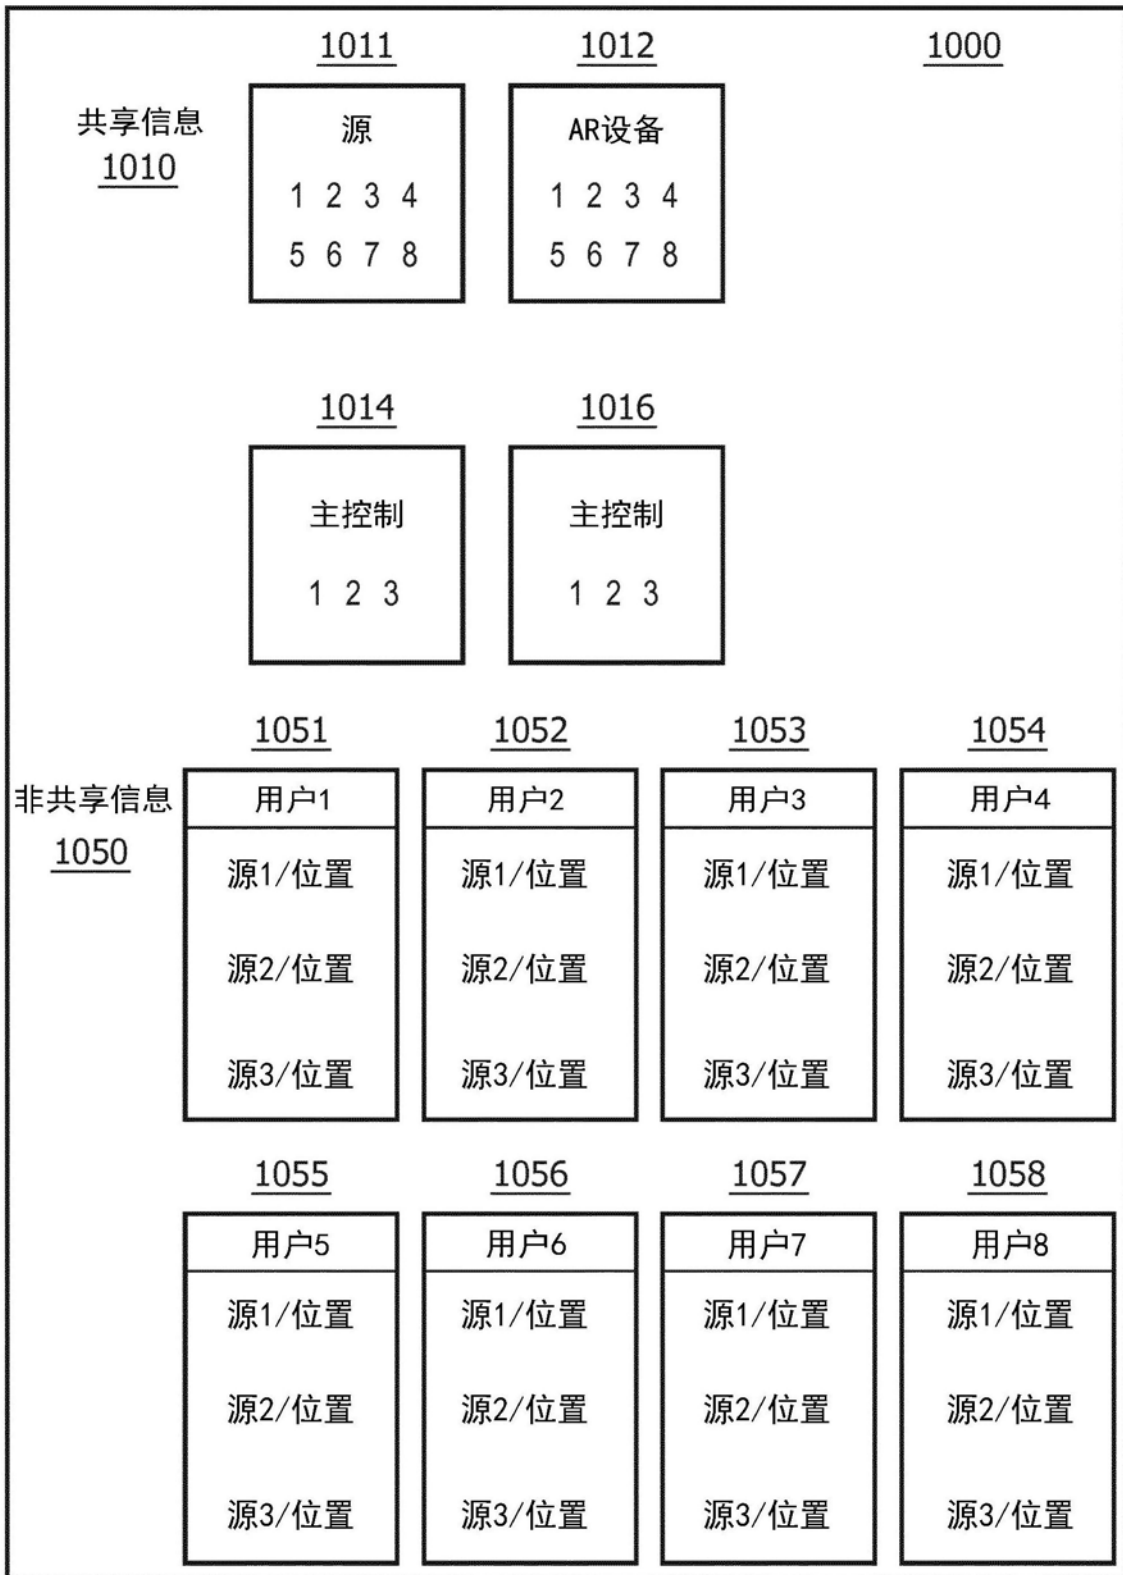 1011 1012 1000
共享信息
1010
源 AR设备
1 2 3 4 1 2 3 4
5 6 7 8 5 6 7 8
1014 1016
主控制 主控制
1 2 3 1 2 3
1051 1052 1053 1054
非共享信息
1050
用户1 用户2 用户3 用户4
源1/位置 源1/位置 源1/位置 源1/位置
源2/位置 源2/位置 源2/位置 源2/位置
源3/位置 源3/位置 源3/位置 源3/位置
1055 1056 1057 1058
用户5 用户6 用户7 用户8
源1/位置 源1/位置 源1/位置 源1/位置
源2/位置 源2/位置 源2/位置 源2/位置
源3/位置 源3/位置 源3/位置 源3/位置